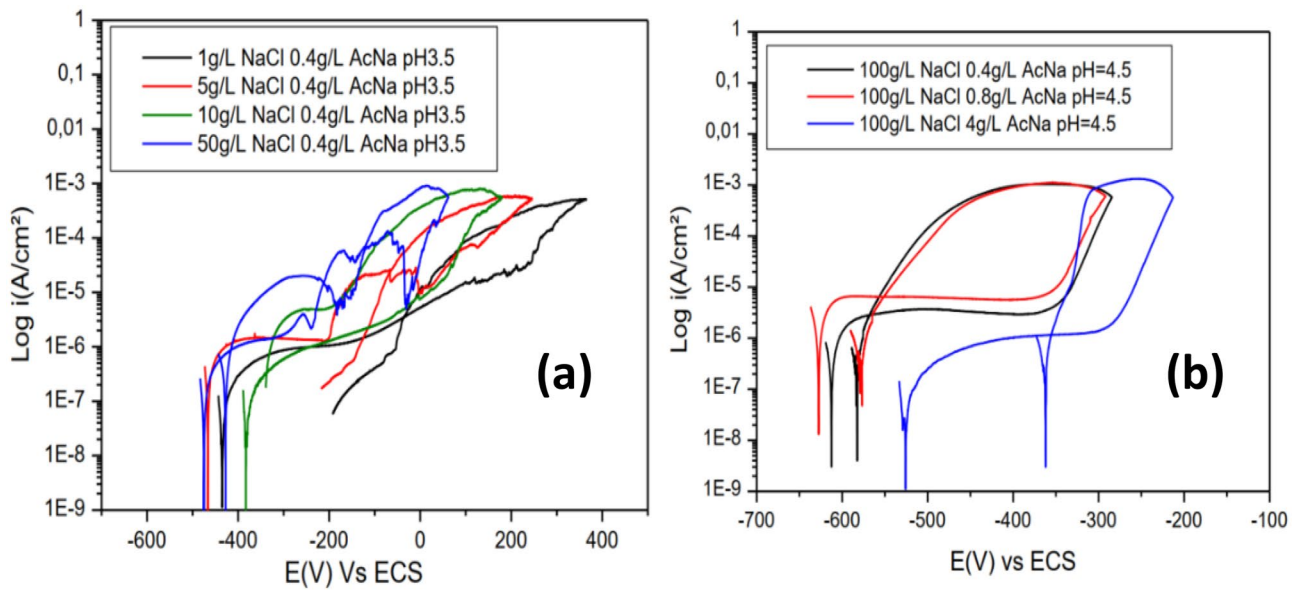 1
0,1
0,01
1E-3
1E-4
1E-5
1E-6
1E-7
1E-8
1E-9
Log i(A/cm²)
1g/L NaCl 0.4g/L AcNa pH3.5
5g/L NaCl 0.4g/L AcNa pH3.5
10g/L NaCl 0.4g/L AcNa pH3.5
50g/L NaCl 0.4g/L AcNa pH3.5
(a)
-600 -400 -200 0 200 400
E(V) Vs ECS
1
0,1
0,01
1E-3
1E-4
1E-5
1E-6
1E-7
1E-8
1E-9
Log i(A/cm²)
100g/L NaCl 0.4g/L AcNa pH=4.5
100g/L NaCl 0.8g/L AcNa pH=4.5
100g/L NaCl 4g/L AcNa pH=4.5
(b)
-700 -600 -500 -400 -300 -200 -100
E(V) vs ECS